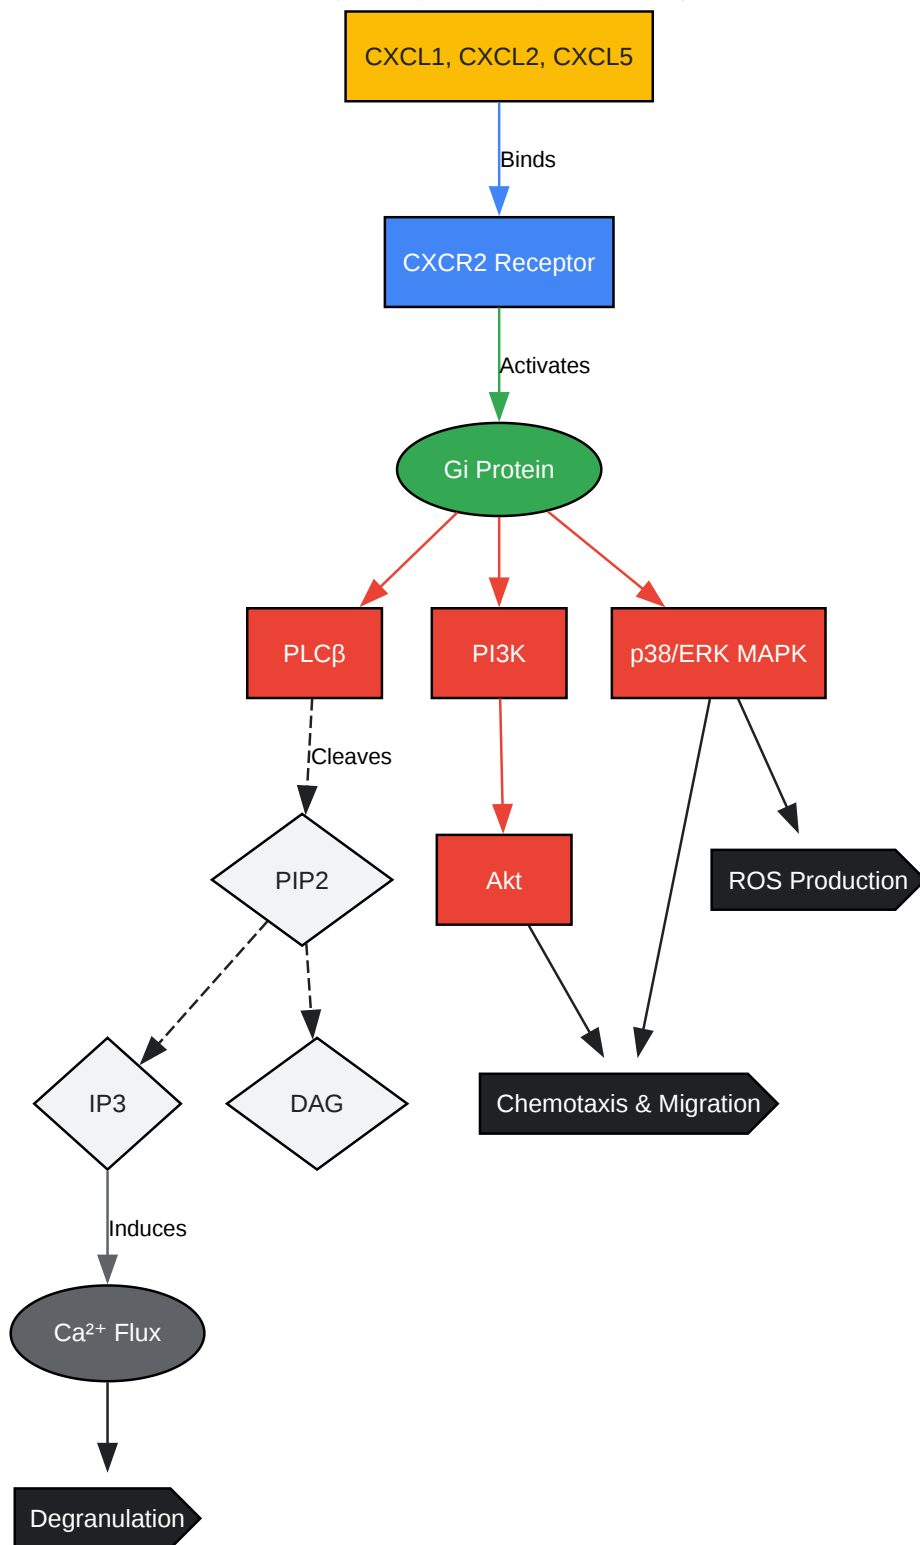 CXCL1, CXCL2, CXCL5
Binds
CXCR2 Receptor
Activates
Gi Protein
PLCβ
PI3K
p38/ERK MAPK
Cleaves
PIP2
Akt
ROS Production
IP3
DAG
Chemotaxis & Migration
Induces
Ca²⁺ Flux
Degranulation